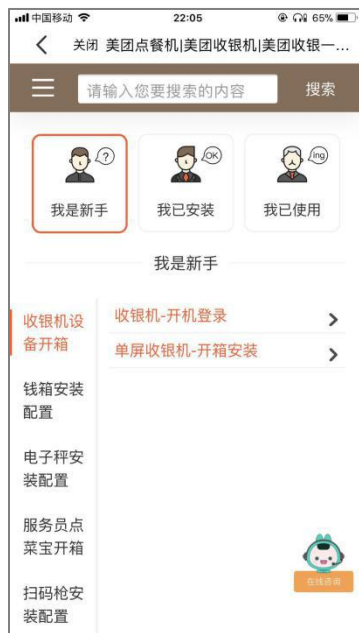 中国移动 22:05 65%
关闭 美团点餐机|美团收银机|美团收银一...
请输入您要搜索的内容 搜索
? OK ing
我是新手 我已安装 我已使用
我是新手
收银机设
备开箱
收银机-开机登录
单屏收银机-开箱安装
钱箱安装
配置
电子秤安
装配置
服务员点
菜宝开箱
在线咨询
扫码枪安
装配置